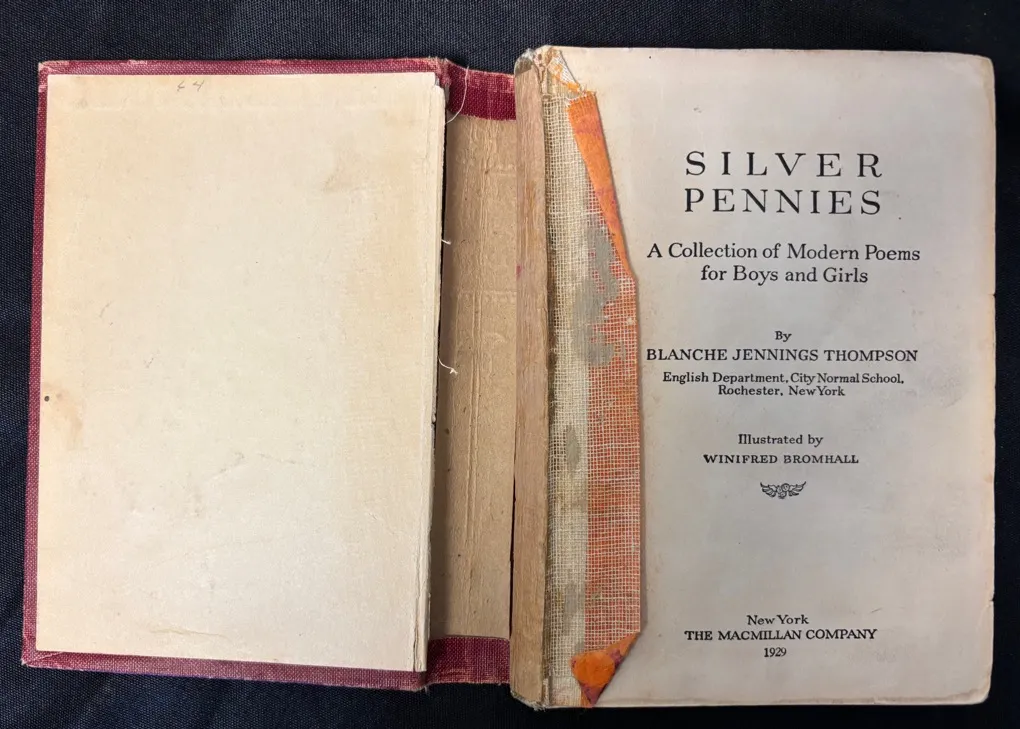 SILVER
PENNIES
A Collection of Modern Poems
for Boys and Girls
By
BLANCHE JENNINGS THOMPSON
English Department, City Normal School,
Rochester, New York
Illustrated by
WINIFRED BROMHALL
New York
THE MACMILLAN COMPANY
1929